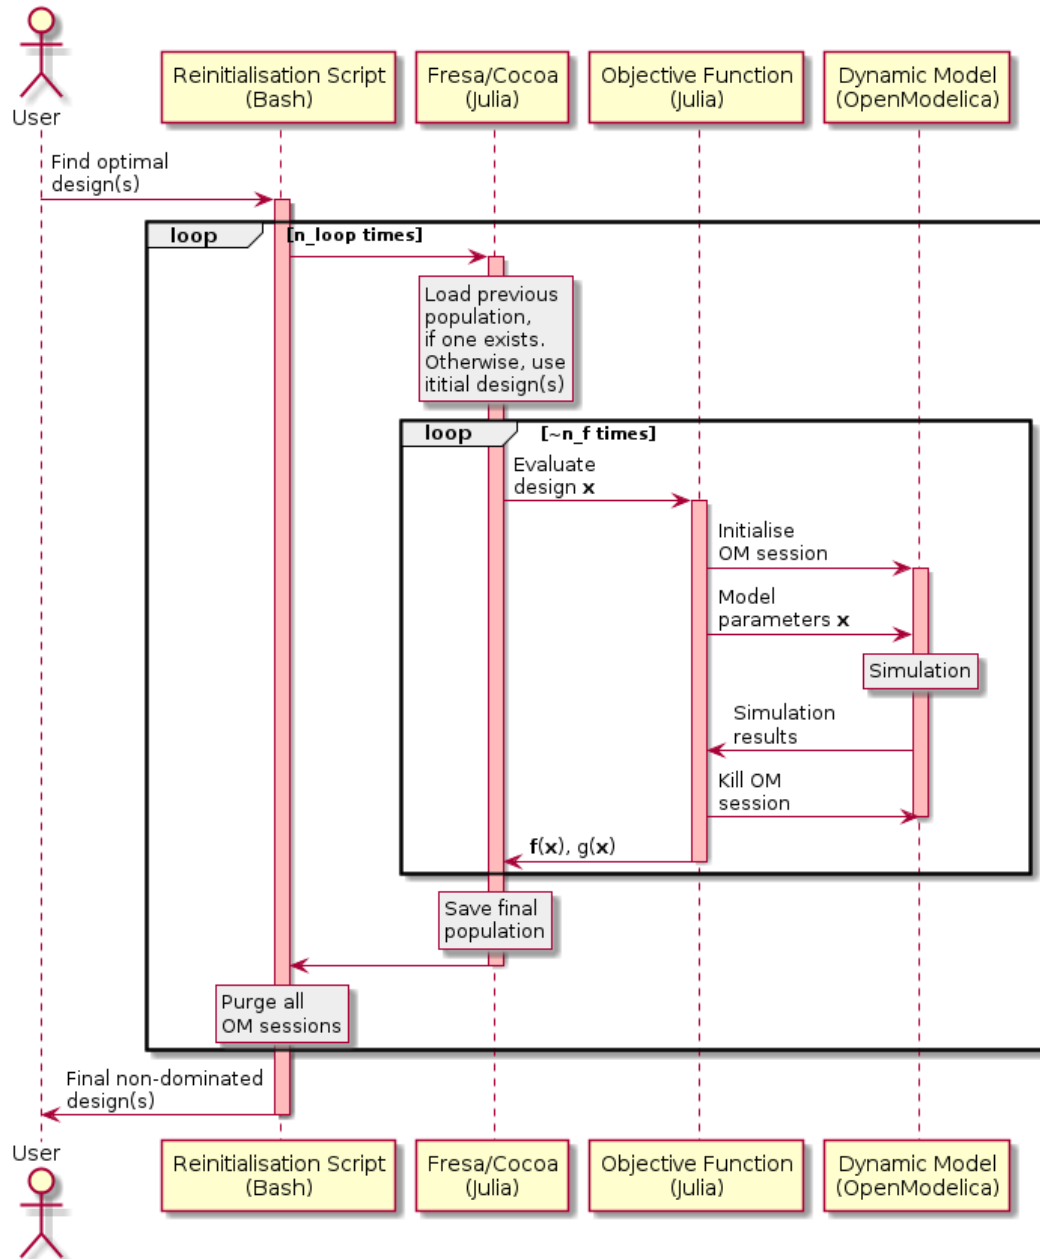 User
Reinitialisation Script
(Bash)
Fresa/Cocoa
(Julia)
Objective Function
(Julia)
Dynamic Model
(OpenModelica)
Find optimal
design(s)
loop
[n_loop times]
Load previous
population,
if one exists.
Otherwise, use
ititial design(s)
loop
[~n_f times]
Evaluate
design x
Initialise
OM session
Model
parameters x
Simulation
Simulation
results
Kill OM
session
f(x), g(x)
Save final
population
Purge all
OM sessions
Final non-dominated
design(s)
User
Reinitialisation Script
(Bash)
Fresa/Cocoa
(Julia)
Objective Function
(Julia)
Dynamic Model
(OpenModelica)